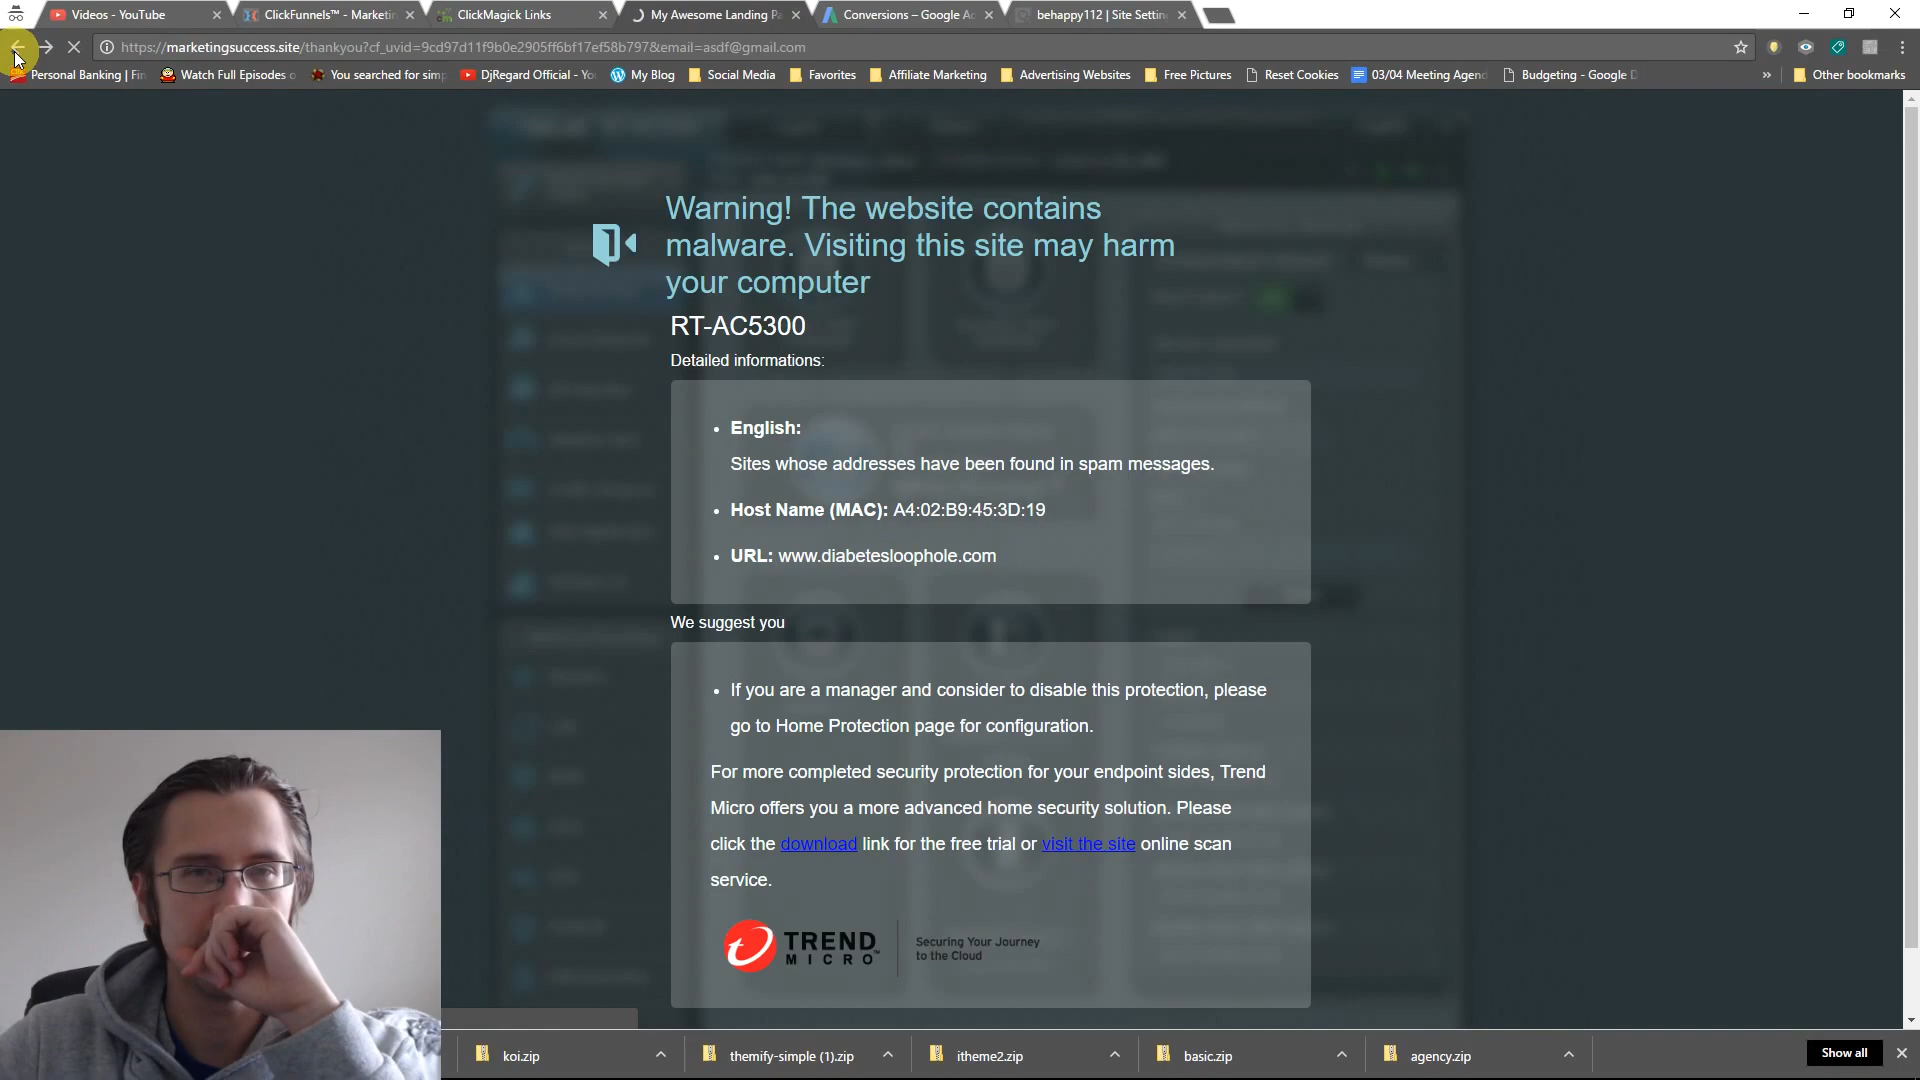 Videos - YouTube
ClickFunnels™ - Marketin
ClickMagick Links
My Awesome Landing Pa
Conversions – Google Ad
behappy112 | Site Settin
https://marketingsuccess.site/thankyou?cf_uvid=9cd97d11f9b0e2905ff6bf17ef58b797&email=asdf@gmail.com
Personal Banking | Fin
Watch Full Episodes o
You searched for simp
DjRegard Official - Yo
My Blog
Social Media
Favorites
Affiliate Marketing
Advertising Websites
Free Pictures
Reset Cookies
03/04 Meeting Agend
Budgeting - Google D
»
Other bookmarks
Warning! The website contains
malware. Visiting this site may harm
your computer
RT-AC5300
Detailed informations:
• English:
Sites whose addresses have been found in spam messages.
• Host Name (MAC): A4:02:B9:45:3D:19
• URL: www.diabetesloophole.com
We suggest you
• If you are a manager and consider to disable this protection, please
go to Home Protection page for configuration.
For more completed security protection for your endpoint sides, Trend
Micro offers you a more advanced home security solution. Please
click the download link for the free trial or visit the site online scan
service.
TREND
MICRO™
Securing Your Journey
to the Cloud
koi.zip
themify-simple (1).zip
itheme2.zip
basic.zip
agency.zip
Show all